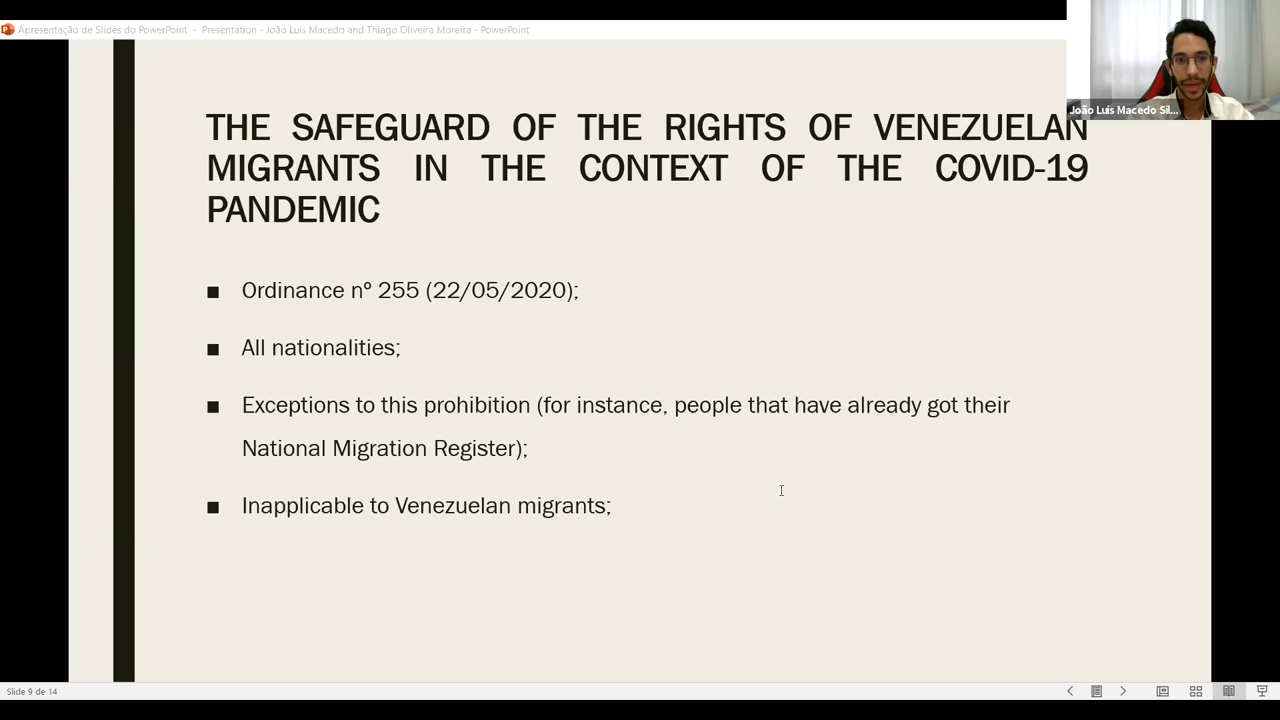 Apresentação de Slides do PowerPoint - Presentation - João Luis Macedo and Thiago Oliveira Moreira - PowerPoint
João Luis Macedo Sil...
THE SAFEGUARD OF THE RIGHTS OF VENEZUELAN
MIGRANTS IN THE CONTEXT OF THE COVID-19
PANDEMIC
■ Ordinance nº 255 (22/05/2020);
■ All nationalities;
■ Exceptions to this prohibition (for instance, people that have already got their
National Migration Register);
■ Inapplicable to Venezuelan migrants;
Slide 9 de 14